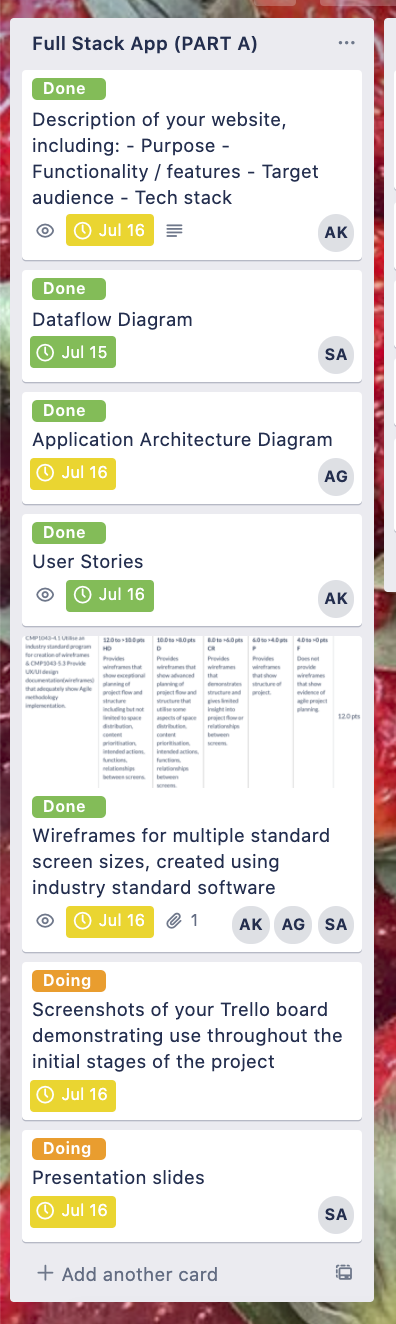 Full Stack App (PART A)
Done
Description of your website,
including: - Purpose -
Functionality / features - Target
audience - Tech stack
Jul 16
AK
Done
Dataflow Diagram
Jul 15
SA
Done
Application Architecture Diagram
Jul 16
AG
Done
User Stories
Jul 16
AK
CMP1043-4.1 Utilise an
industry standard program
for creation of wireframes
& CMP1043-5.3 Provide
UX/UI design
documentation(wireframes)
that adequately show Agile
methodology
implementation.
12.0 to >10.0 pts
HD
Provides
wireframes that
show exceptional
planning of
project flow and
structure
including but not
limited to space
distribution,
content
prioritisation,
intended actions,
functions,
relationships
between screens.
10.0 to >8.0 pts
D
Provides
wireframes that
show advanced
planning of
project flow and
structure that
utilise some
aspects of space
distribution,
content
prioritisation,
intended actions,
functions,
relationships
between
screens.
8.0 to >6.0 pts
CR
Provides
wireframes
that
demonstrates
structure and
gives limited
insight into
project flow or
relationships
between
screens.
6.0 to >4.0 pts
P
Provides
wireframes
that show
structure of
project.
4.0 to >0 pts
F
Does not
provide
wireframes
that show
evidence of
agile project
planning.
12.0 pts
Done
Wireframes for multiple standard
screen sizes, created using
industry standard software
Jul 16
1
AK AG SA
Doing
Screenshots of your Trello board
demonstrating use throughout the
initial stages of the project
Jul 16
Doing
Presentation slides
Jul 16
SA
+ Add another card